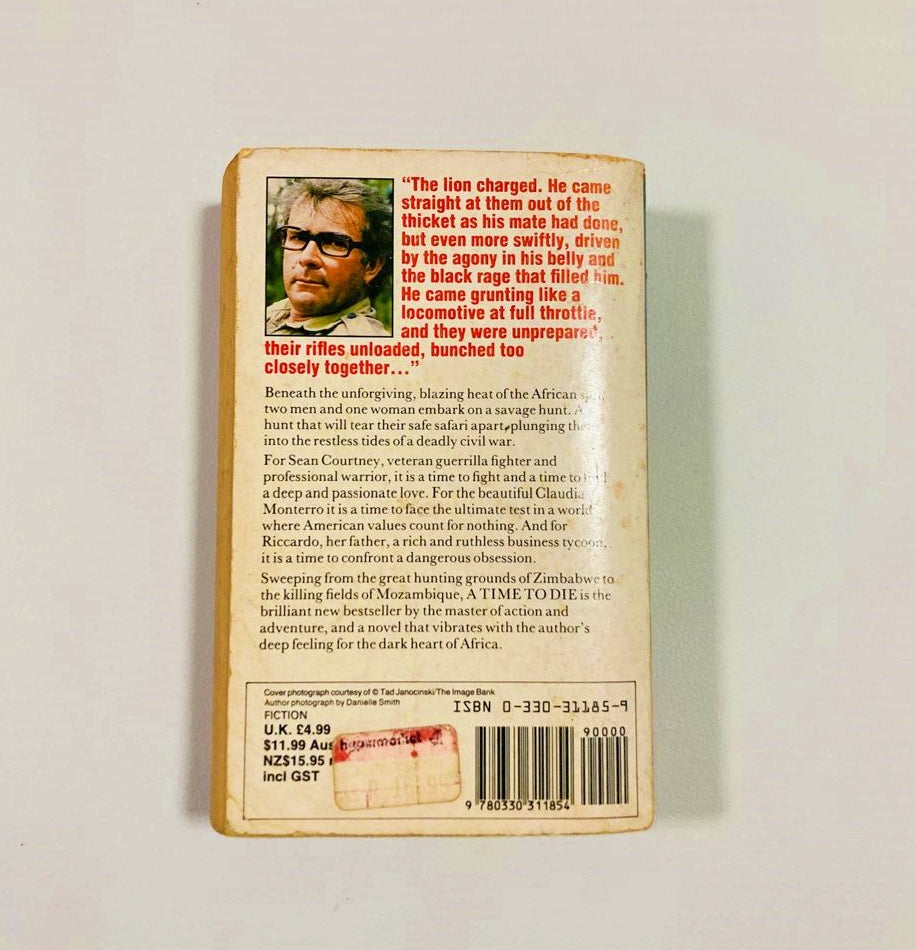 “The lion charged. He came
straight at them out of the
thicket as his mate had done,
but even more swiftly, driven
by the agony in his belly and
the black rage that filled him.
He came grunting like a
locomotive at full throttle,
and they were unprepared,
their rifles unloaded, bunched too
closely together...”
Beneath the unforgiving, blazing heat of the African
two men and one woman embark on a savage hunt. A
hunt that will tear their safe safari apart, plunging
into the restless tides of a deadly civil war.
For Sean Courtney, veteran guerrilla fighter and
professional warrior, it is a time to fight and a time to
a deep and passionate love. For the beautiful Claudia
Monterro it is a time to face the ultimate test in a world
where American values count for nothing. And for
Riccardo, her father, a rich and ruthless business tycoon,
it is a time to confront a dangerous obsession.
Sweeping from the great hunting grounds of Zimbabwe to
the killing fields of Mozambique, A TIME TO DIE is the
brilliant new bestseller by the master of action and
adventure, and a novel that vibrates with the author’s
deep feeling for the dark heart of Africa.
Cover photograph courtesy of © Tad Janocinski/The Image Bank
Author photograph by Danielle Smith
FICTION
U.K. £4.99
$11.99 Aus
NZ$15.95
incl GST
hypermarket
ISBN 0-330-31185-9
90000
9 780330 311854